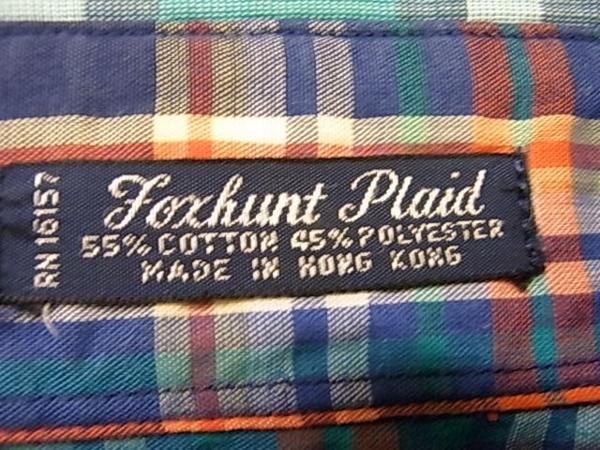 RN 16157
Foxhunt Plaid
55% COTTON 45% POLYESTER
MADE IN HONG KONG